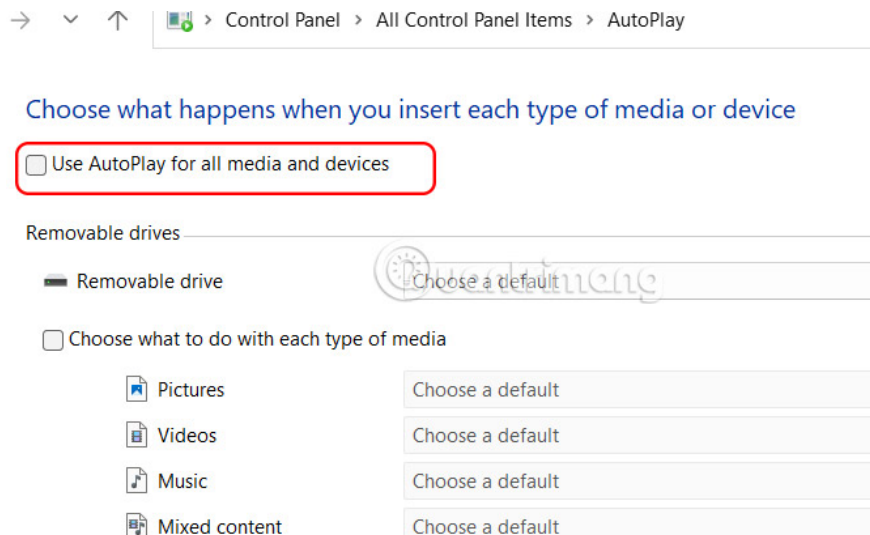 Control Panel > All Control Panel Items > AutoPlay
Choose what happens when you insert each type of media or device
Use AutoPlay for all media and devices
Removable drives
Removable drive Choose a default
Quantrimang
Choose what to do with each type of media
Pictures Choose a default
Videos Choose a default
Music Choose a default
Mixed content Choose a default